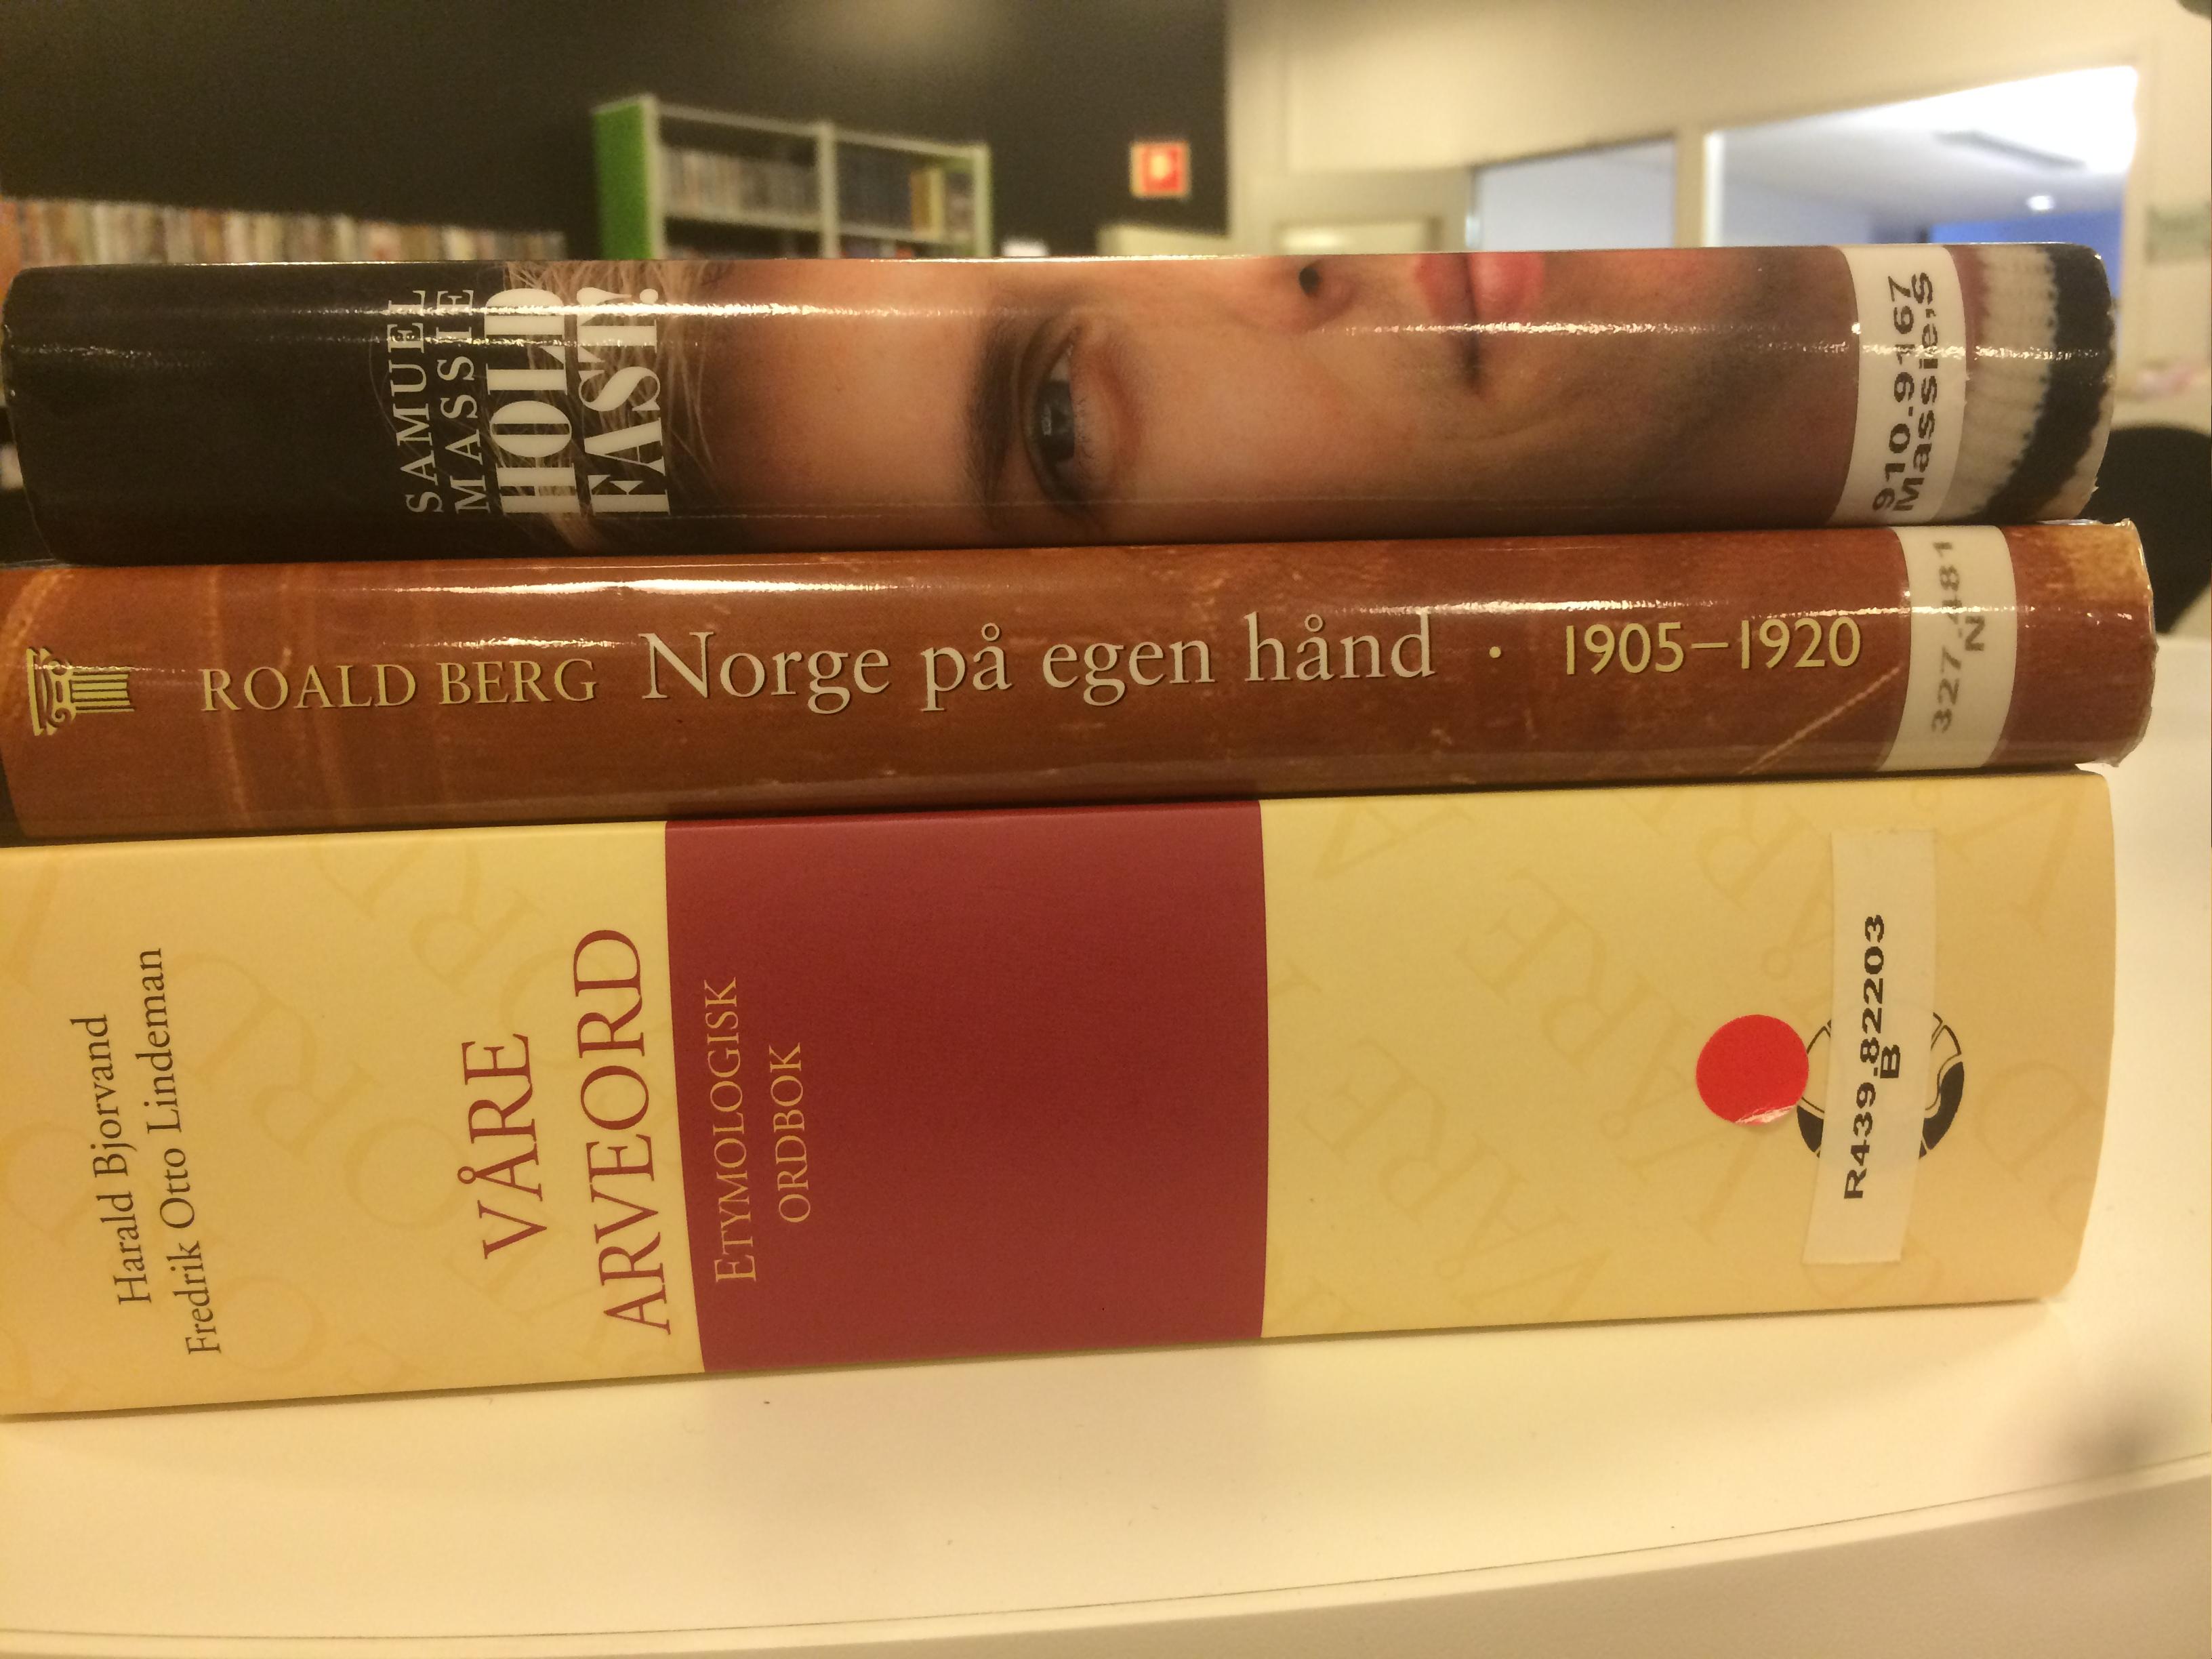 SAMUEL
MASSIE
HOLD
FAST!
910.9167
Massie;S
ROALD BERG Norge på egen hånd · 1905–1920
327.481
N
Harald Bjorvand
Fredrik Otto Lindeman
VÅRE
ARVEORD
ETYMOLOGISK
ORDBOK
R439.82203
B